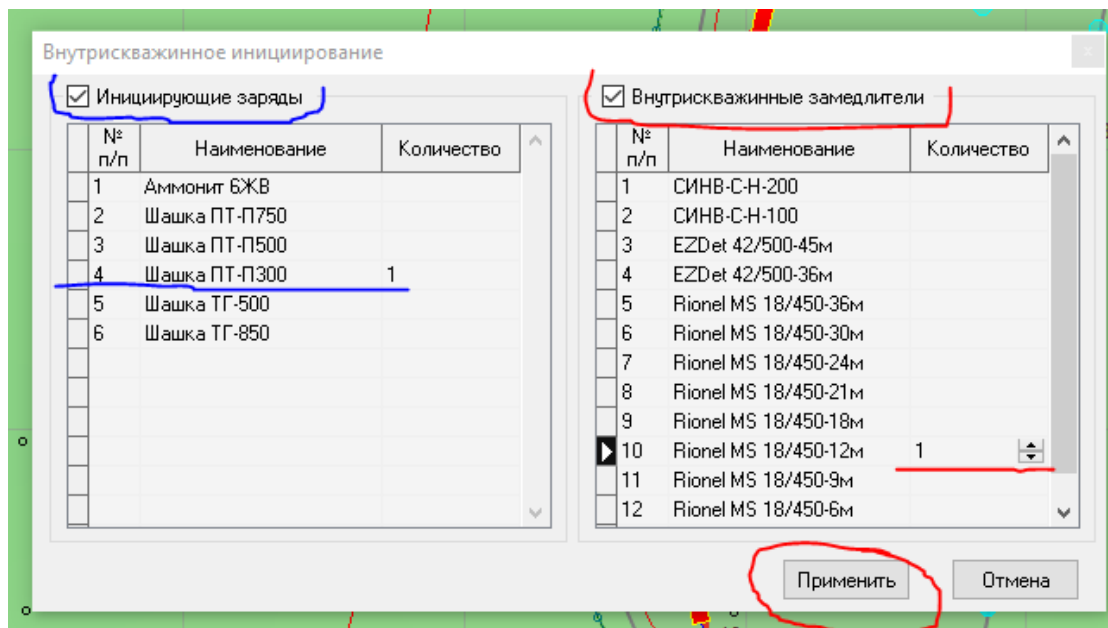 Внутрискважинное инициирование
x
Инициирующие заряды
№ п/п Наименование Количество
1 Аммонит 6ЖВ
2 Шашка ПТ-П750
3 Шашка ПТ-П500
4 Шашка ПТ-П300 1
5 Шашка ТГ-500
6 Шашка ТГ-850
Внутрискважинные замедлители
№ п/п Наименование Количество
1 СИНВ-С-Н-200
2 СИНВ-С-Н-100
3 EZDet 42/500-45м
4 EZDet 42/500-36м
5 Rionel MS 18/450-36м
6 Rionel MS 18/450-30м
7 Rionel MS 18/450-24м
8 Rionel MS 18/450-21м
9 Rionel MS 18/450-18м
10 Rionel MS 18/450-12м 1
11 Rionel MS 18/450-9м
12 Rionel MS 18/450-6м
Применить Отмена